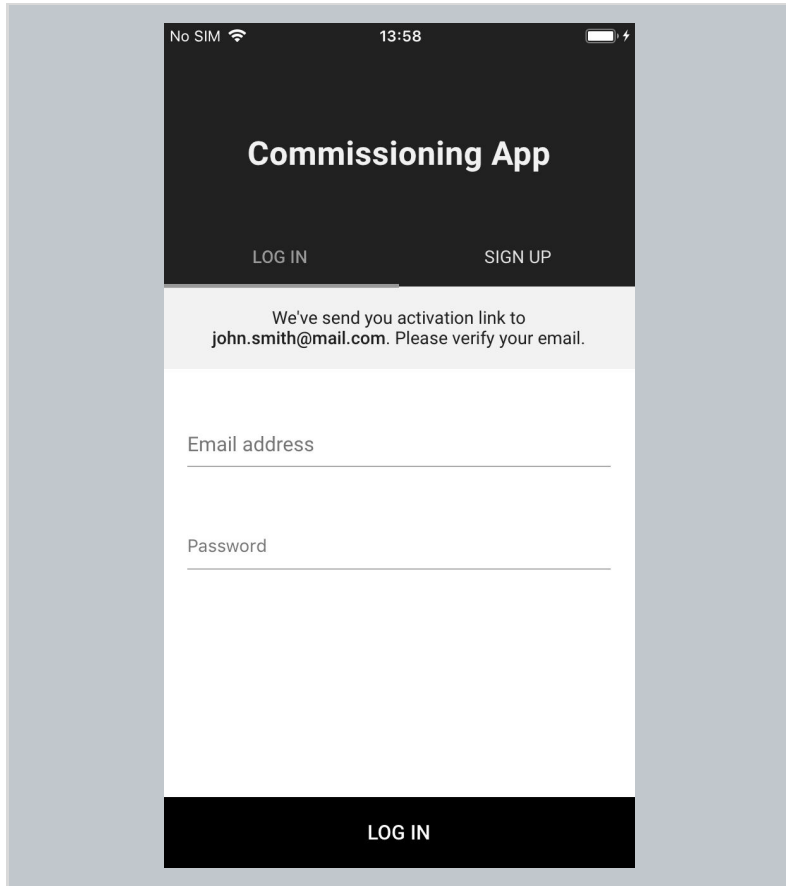 No SIM 13:58
Commissioning App
LOG IN SIGN UP
We've send you activation link to
john.smith@mail.com. Please verify your email.
Email address
Password
LOG IN